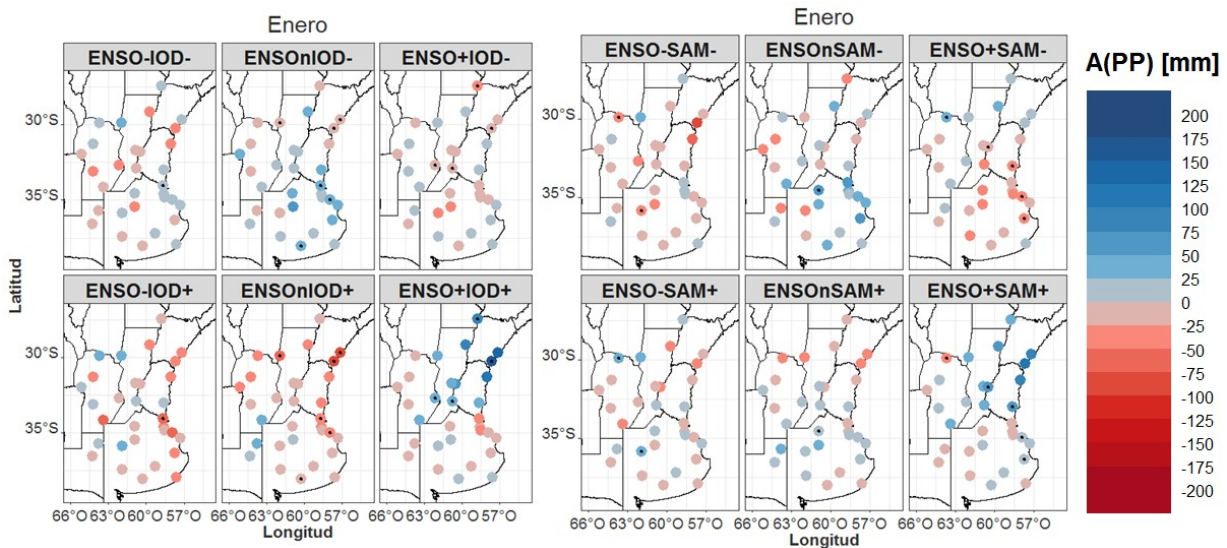 Enero
ENSO-IOD-
ENSOnIOD-
ENSO+IOD-
30°S
35°S
ENSO-IOD+
ENSOnIOD+
ENSO+IOD+
30°S
35°S
66°O 63°O 60°O 57°O
66°O 63°O 60°O 57°O
66°O 63°O 60°O 57°O
Latitud
Longitud
Enero
ENSO-SAM-
ENSOnSAM-
ENSO+SAM-
30°S
35°S
ENSO-SAM+
ENSOnSAM+
ENSO+SAM+
30°S
35°S
66°O 63°O 60°O 57°O
66°O 63°O 60°O 57°O
66°O 63°O 60°O 57°O
Longitud
A(PP) [mm]
200
175
150
125
100
75
50
25
0
-25
-50
-75
-100
-125
-150
-175
-200